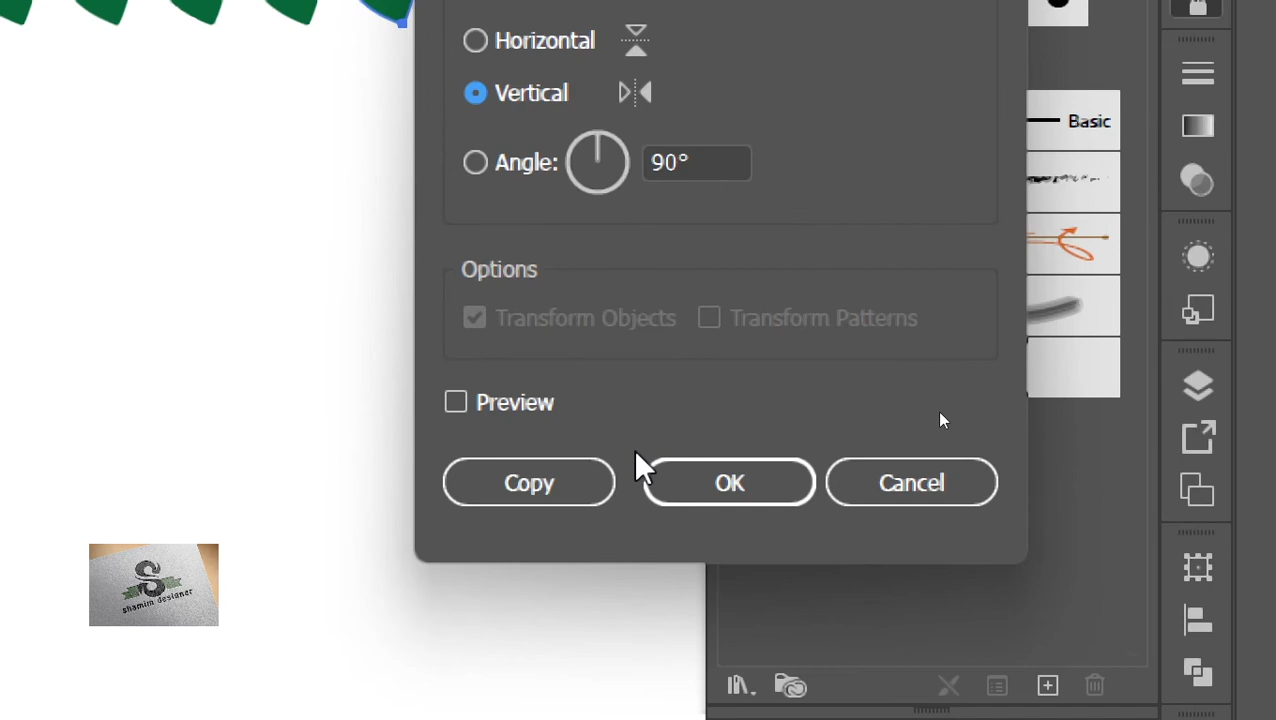 Horizontal
Vertical
Angle: 90°
Basic
Options
Transform Objects Transform Patterns
Preview
Copy OK Cancel
shamim designer